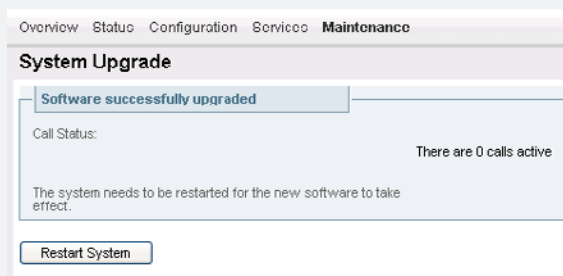 Overview Status Configuration Services Maintenance
System Upgrade
Software successfully upgraded
Call Status:
There are 0 calls active
The system needs to be restarted for the new software to take
effect.
Restart System